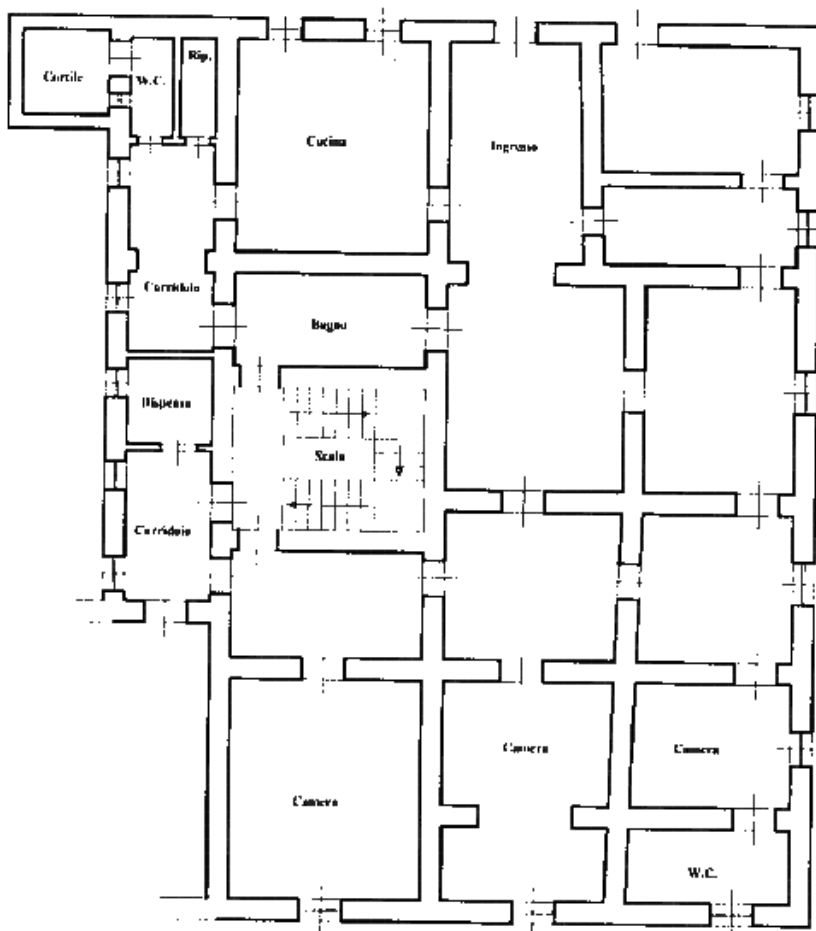 Rip.
Cortile
W.C.
Cucina
Ingresso
Corridoio
Bagno
Dispensa
Scala
Corridoio
Camera
Camera
Camera
W.C.